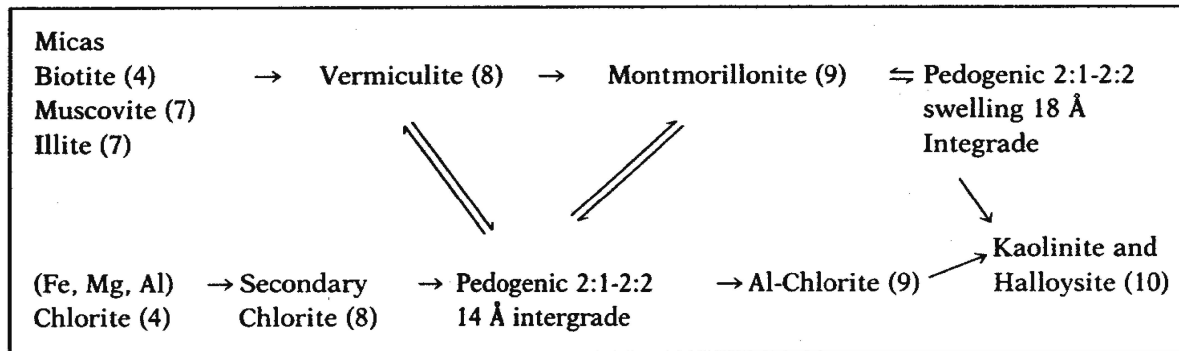 Micas
Biotite (4) → Vermiculite (8) → Montmorillonite (9) ⇋ Pedogenic 2:1-2:2
Muscovite (7) swelling 18 Å
Illite (7) Integrade
Kaolinite and
(Fe, Mg, Al) → Secondary → Pedogenic 2:1-2:2 → Al-Chlorite (9) Halloysite (10)
Chlorite (4) Chlorite (8) 14 Å intergrade